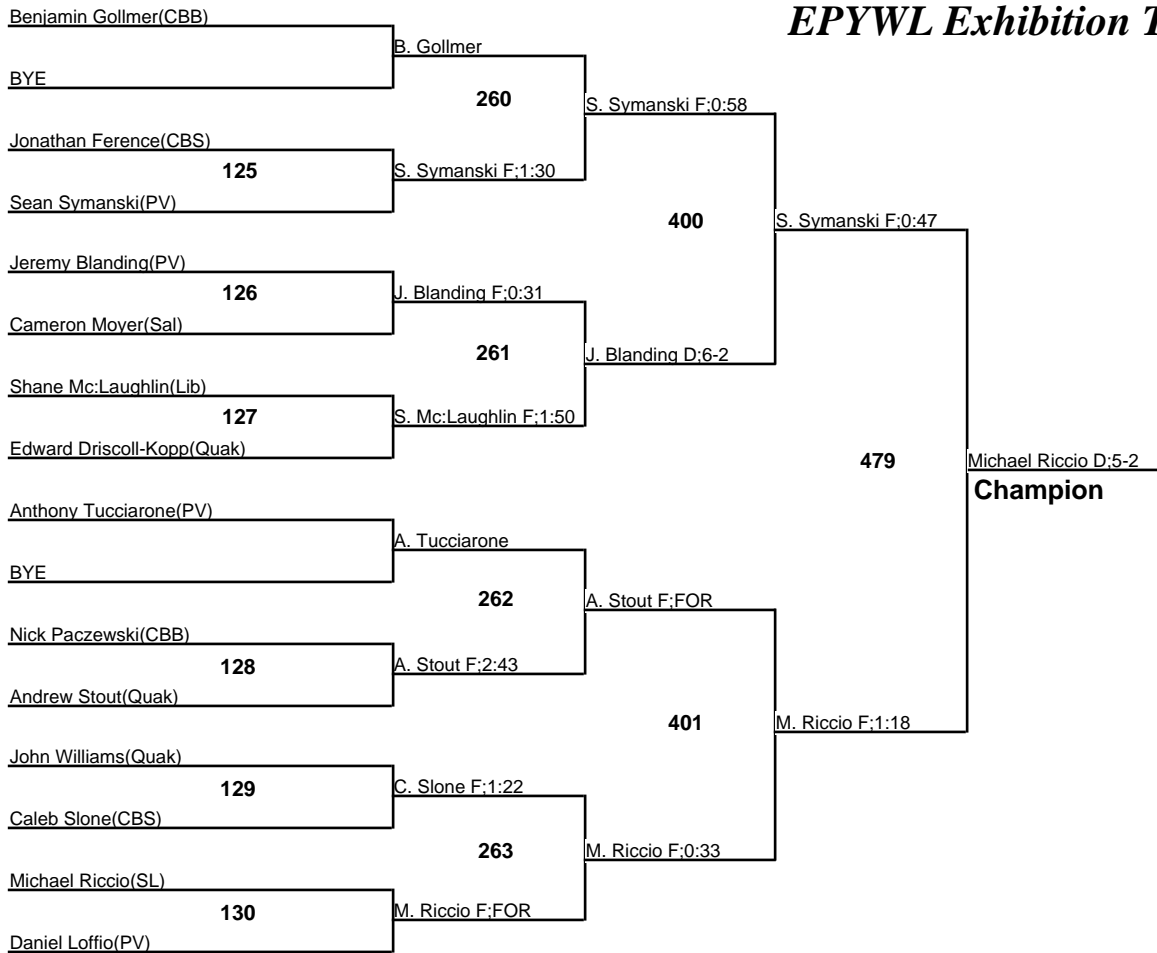 EPYWL Exhibition T
Benjamin Gollmer(CBB)
B. Gollmer
BYE
260
S. Symanski F;0:58
Jonathan Ference(CBS)
125
S. Symanski F;1:30
Sean Symanski(PV)
400
S. Symanski F;0:47
Jeremy Blanding(PV)
126
J. Blanding F;0:31
Cameron Moyer(Sal)
261
J. Blanding D;6-2
Shane Mc:Laughlin(Lib)
127
S. Mc:Laughlin F;1:50
Edward Driscoll-Kopp(Quak)
479
Michael Riccio D;5-2
Champion
Anthony Tucciarone(PV)
A. Tucciarone
BYE
262
A. Stout F;FOR
Nick Paczewski(CBB)
128
A. Stout F;2:43
Andrew Stout(Quak)
401
M. Riccio F;1:18
John Williams(Quak)
129
C. Slone F;1:22
Caleb Slone(CBS)
263
M. Riccio F;0:33
Michael Riccio(SL)
130
M. Riccio F;FOR
Daniel Loffio(PV)